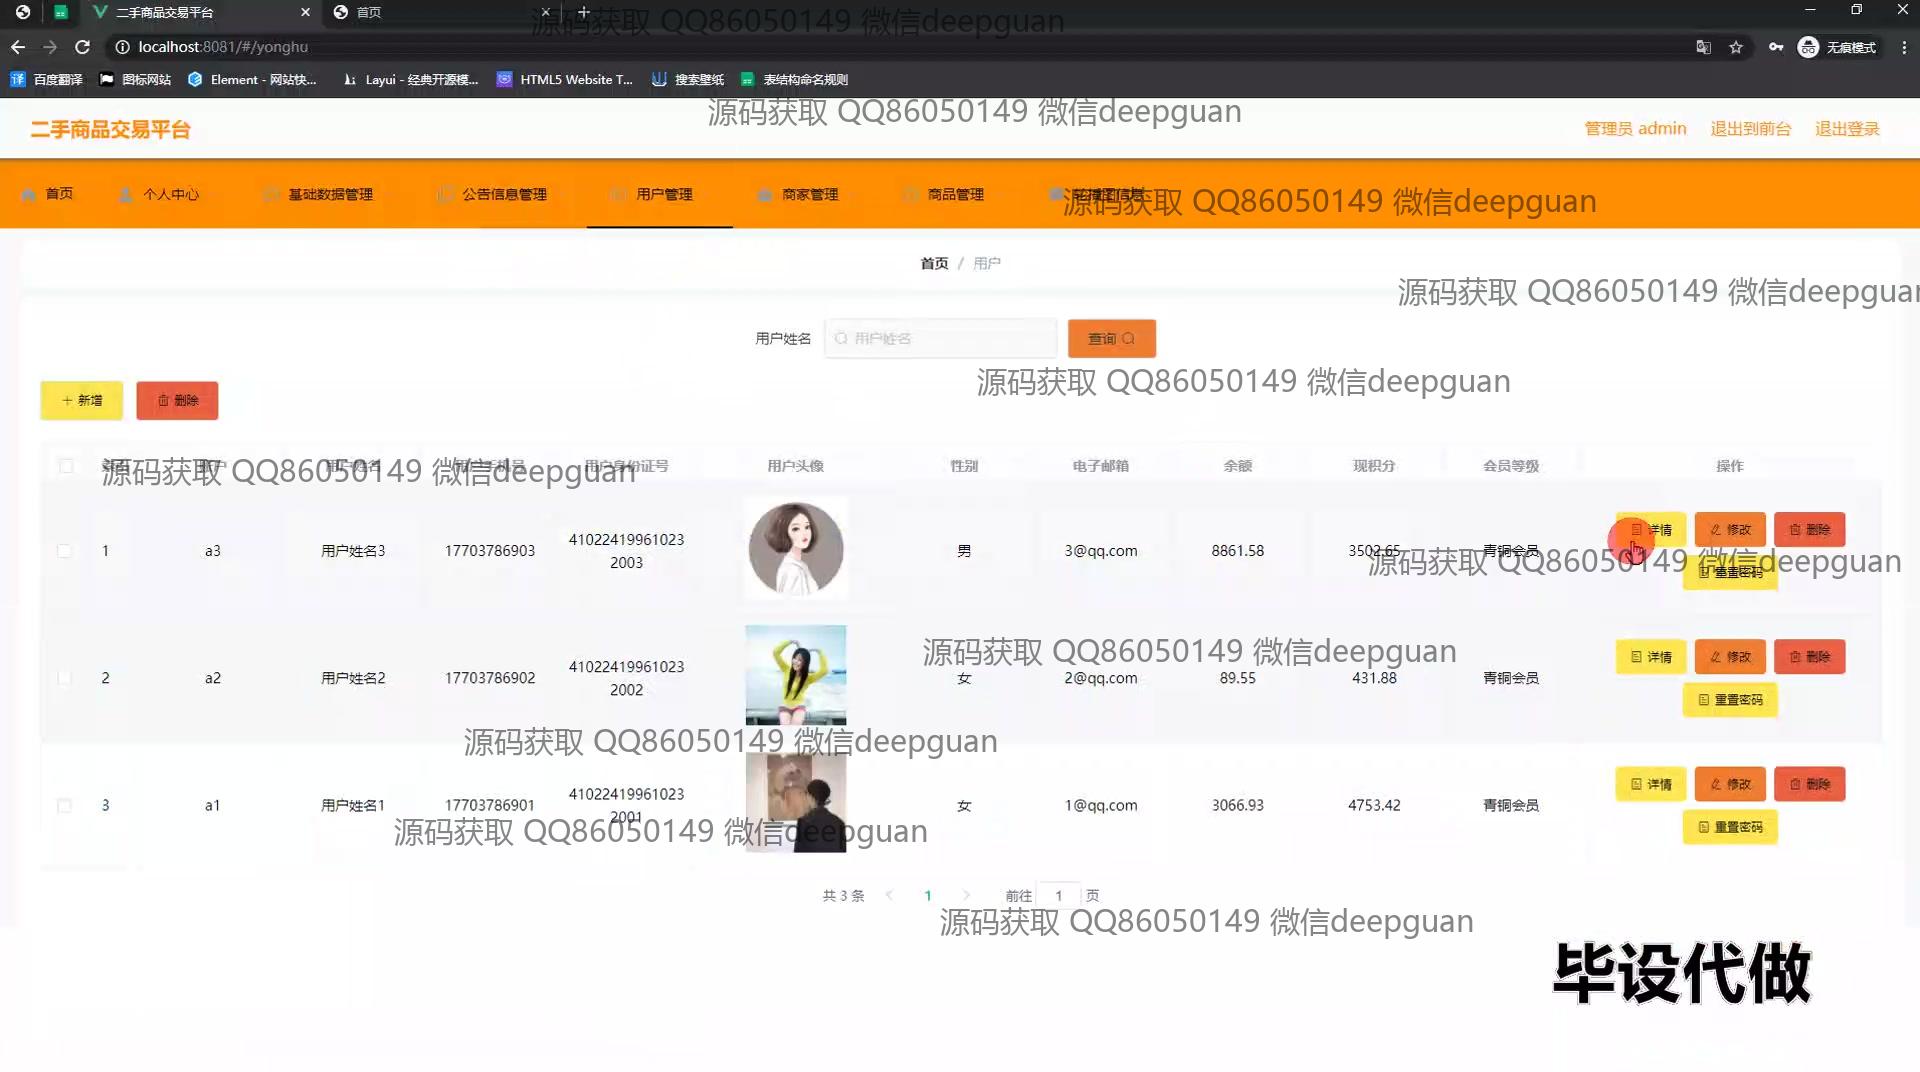 二手商品交易平台
首页
localhost:8081/#/yonghu
无痕模式
百度翻译
图标网站
Element - 网站快...
Layui - 经典开源模...
HTML5 Website T...
搜索壁纸
表结构命名规则
源码获取 QQ86050149 微信deepguan
源码获取 QQ86050149 微信deepguan
二手商品交易平台
管理员 admin
退出到前台
退出登录
首页
个人中心
基础数据管理
公告信息管理
用户管理
商家管理
商品管理
轮播图信息
源码获取 QQ86050149 微信deepguan
首页 / 用户
源码获取 QQ86050149 微信deepguan
用户姓名
用户姓名
查询
源码获取 QQ86050149 微信deepguan
新增
删除
源码获取 QQ86050149 微信deepguan
用户姓名 用户手机号 用户身份证号 用户头像 性别 电子邮箱 余额 现积分 会员等级 操作
1 a3 用户姓名3 17703786903 41022419961023 2003 男 3@qq.com 8861.58 3502.65 青铜会员
详情 修改 删除
重置密码
源码获取 QQ86050149 微信deepguan
源码获取 QQ86050149 微信deepguan
2 a2 用户姓名2 17703786902 41022419961023 2002 女 2@qq.com 89.55 431.88 青铜会员
详情 修改 删除
重置密码
源码获取 QQ86050149 微信deepguan
3 a1 用户姓名1 17703786901 41022419961023 2001 女 1@qq.com 3066.93 4753.42 青铜会员
详情 修改 删除
重置密码
源码获取 QQ86050149 微信deepguan
共 3 条 1 前往 1 页
源码获取 QQ86050149 微信deepguan
毕设代做